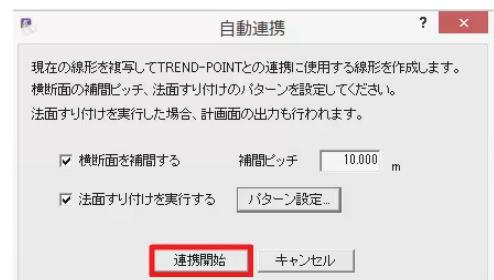 自動連携
?
×
現在の線形を複写してTREND-POINTとの連携に使用する線形を作成します。
横断面の補間ピッチ、法面すり付けのパターンを設定してください。
法面すり付けを実行した場合、計画面の出力も行われます。
横断面を補間する 補間ピッチ 10.000 m
法面すり付けを実行する パターン設定...
連携開始 キャンセル